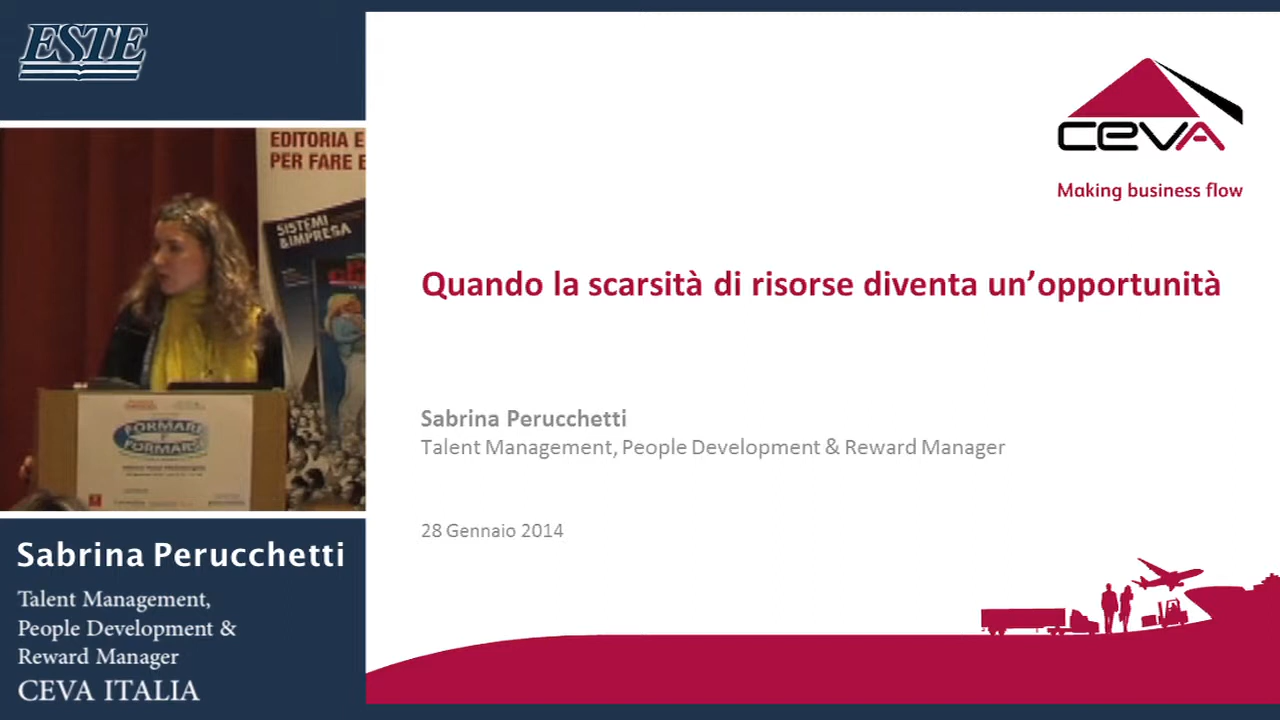 ESTE
EDITORIA E
PER FARE E
SISTEMI
&IMPRESA
FORMARE
FORMARSI
Sabrina Perucchetti
Talent Management,
People Development &
Reward Manager
CEVA ITALIA
CEVA
Making business flow
Quando la scarsità di risorse diventa un'opportunità
Sabrina Perucchetti
Talent Management, People Development & Reward Manager
28 Gennaio 2014